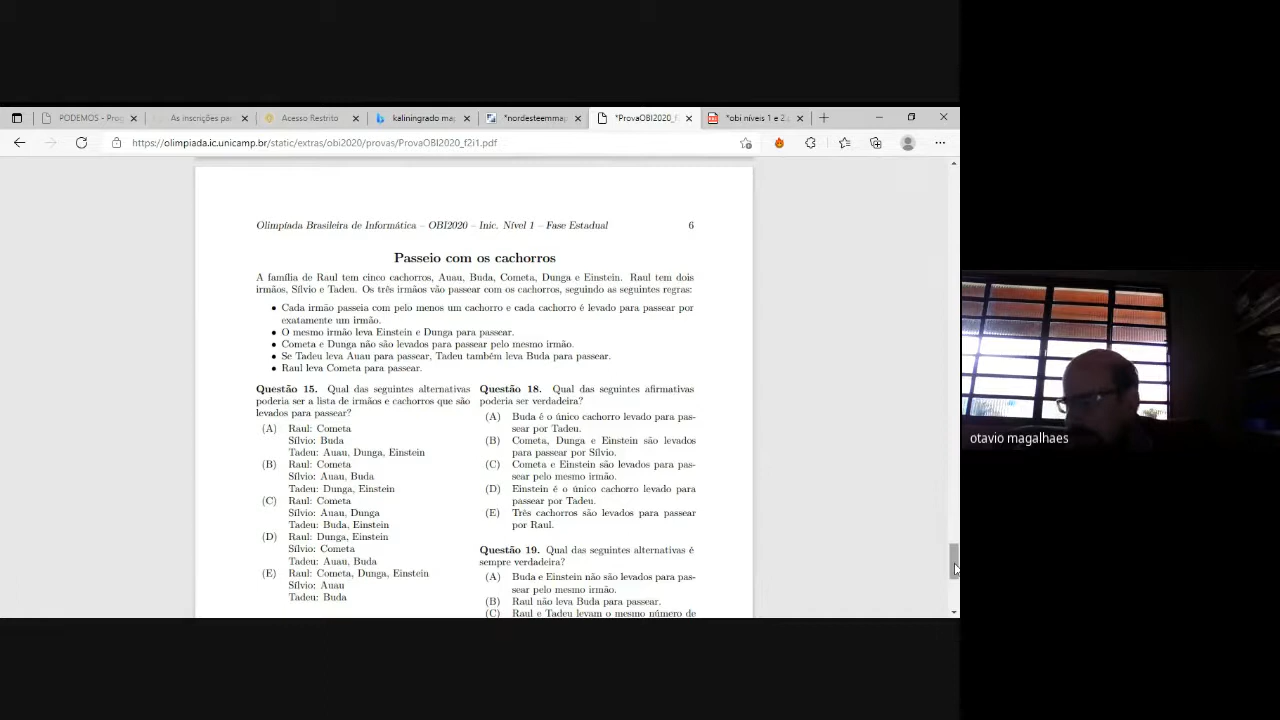 PODEMOS - Prog
As inscrições par
Acesso Restrito
kaliningrado map
*nordesteemmap
*ProvaOBI2020_f
*obi níveis 1 e 2.
https://olimpiada.ic.unicamp.br/static/extras/obi2020/provas/ProvaOBI2020_f2i1.pdf
Olimpíada Brasileira de Informática – OBI2020 – Inic. Nível 1 – Fase Estadual 6
Passeio com os cachorros
A família de Raul tem cinco cachorros, Auau, Buda, Cometa, Dunga e Einstein. Raul tem dois
irmãos, Sílvio e Tadeu. Os três irmãos vão passear com os cachorros, seguindo as seguintes regras:
• Cada irmão passeia com pelo menos um cachorro e cada cachorro é levado para passear por
exatamente um irmão.
• O mesmo irmão leva Einstein e Dunga para passear.
• Cometa e Dunga não são levados para passear pelo mesmo irmão.
• Se Tadeu leva Auau para passear, Tadeu também leva Buda para passear.
• Raul leva Cometa para passear.
Questão 15. Qual das seguintes alternativas
poderia ser a lista de irmãos e cachorros que são
levados para passear?
(A) Raul: Cometa
Sílvio: Buda
Tadeu: Auau, Dunga, Einstein
(B) Raul: Cometa
Sílvio: Auau, Buda
Tadeu: Dunga, Einstein
(C) Raul: Cometa
Sílvio: Auau, Dunga
Tadeu: Buda, Einstein
(D) Raul: Dunga, Einstein
Sílvio: Cometa
Tadeu: Auau, Buda
(E) Raul: Cometa, Dunga, Einstein
Sílvio: Auau
Tadeu: Buda
Questão 18. Qual das seguintes afirmativas
poderia ser verdadeira?
(A) Buda é o único cachorro levado para pas-
sear por Tadeu.
(B) Cometa, Dunga e Einstein são levados
para passear por Sílvio.
(C) Cometa e Einstein são levados para pas-
sear pelo mesmo irmão.
(D) Einstein é o único cachorro levado para
passear por Tadeu.
(E) Três cachorros são levados para passear
por Raul.
Questão 19. Qual das seguintes alternativas é
sempre verdadeira?
(A) Buda e Einstein não são levados para pas-
sear pelo mesmo irmão.
(B) Raul não leva Buda para passear.
(C) Raul e Tadeu levam o mesmo número de
otavio magalhaes